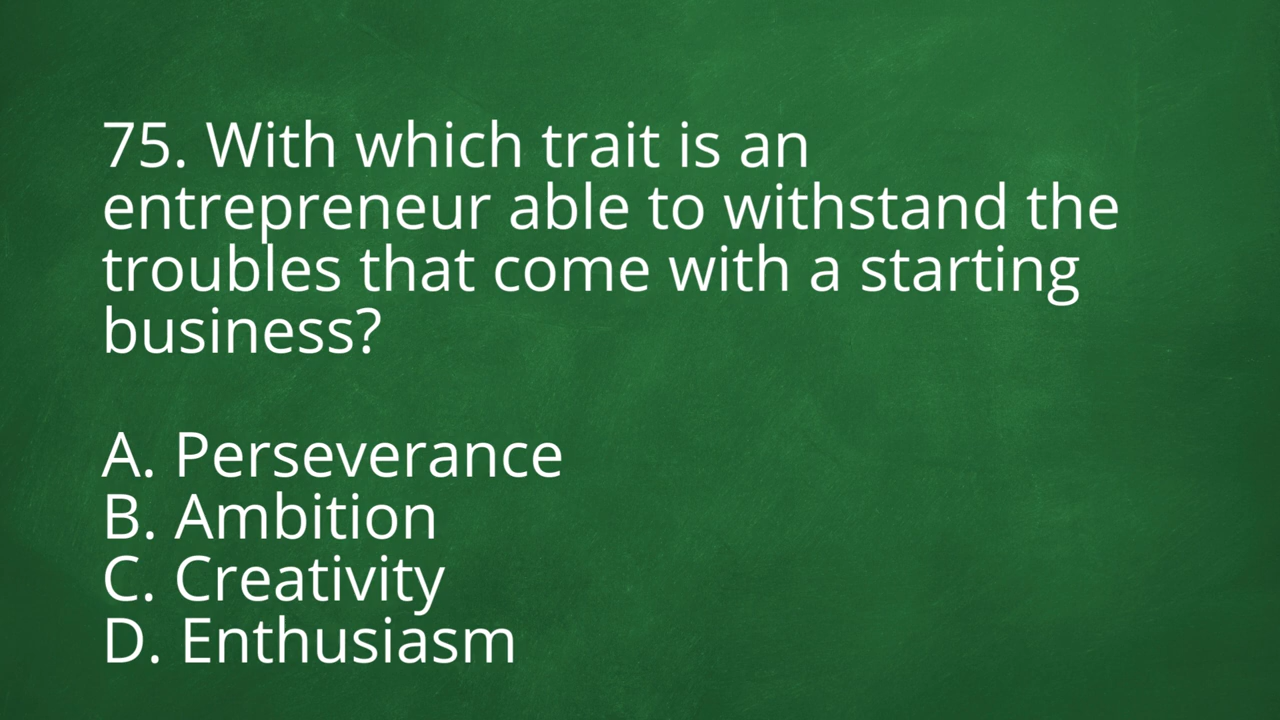 75. With which trait is an
entrepreneur able to withstand the
troubles that come with a starting
business?
A. Perseverance
B. Ambition
C. Creativity
D. Enthusiasm